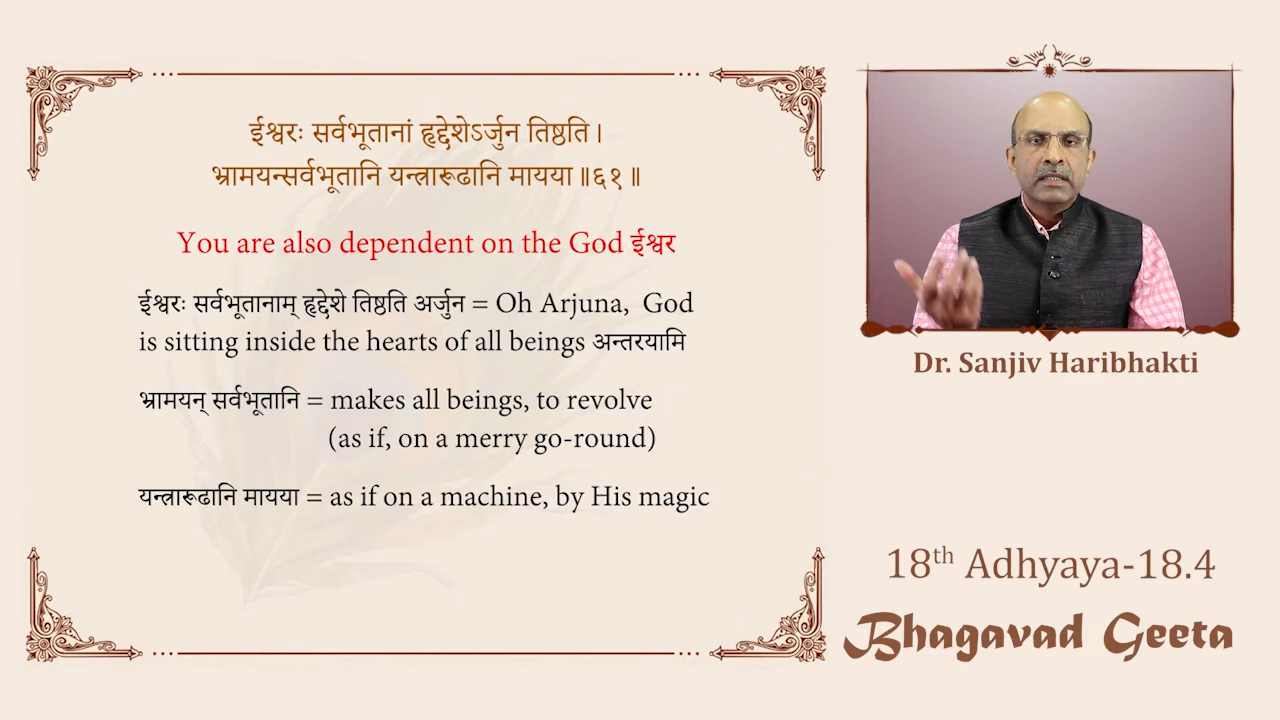 ईश्वरः सर्वभूतानां हृद्देशेऽर्जुन तिष्ठति।
भ्रामयन्सर्वभूतानि यन्त्रारूढानि मायया॥६१॥
You are also dependent on the God ईश्वर
ईश्वरः सर्वभूतानाम् हृद्देशे तिष्ठति अर्जुन = Oh Arjuna, God
is sitting inside the hearts of all beings अन्तरयामि
भ्रामयन् सर्वभूतानि = makes all beings, to revolve
(as if, on a merry go-round)
यन्त्रारूढानि मायया = as if on a machine, by His magic
Dr. Sanjiv Haribhakti
18th Adhyaya-18.4
Bhagavad Geeta